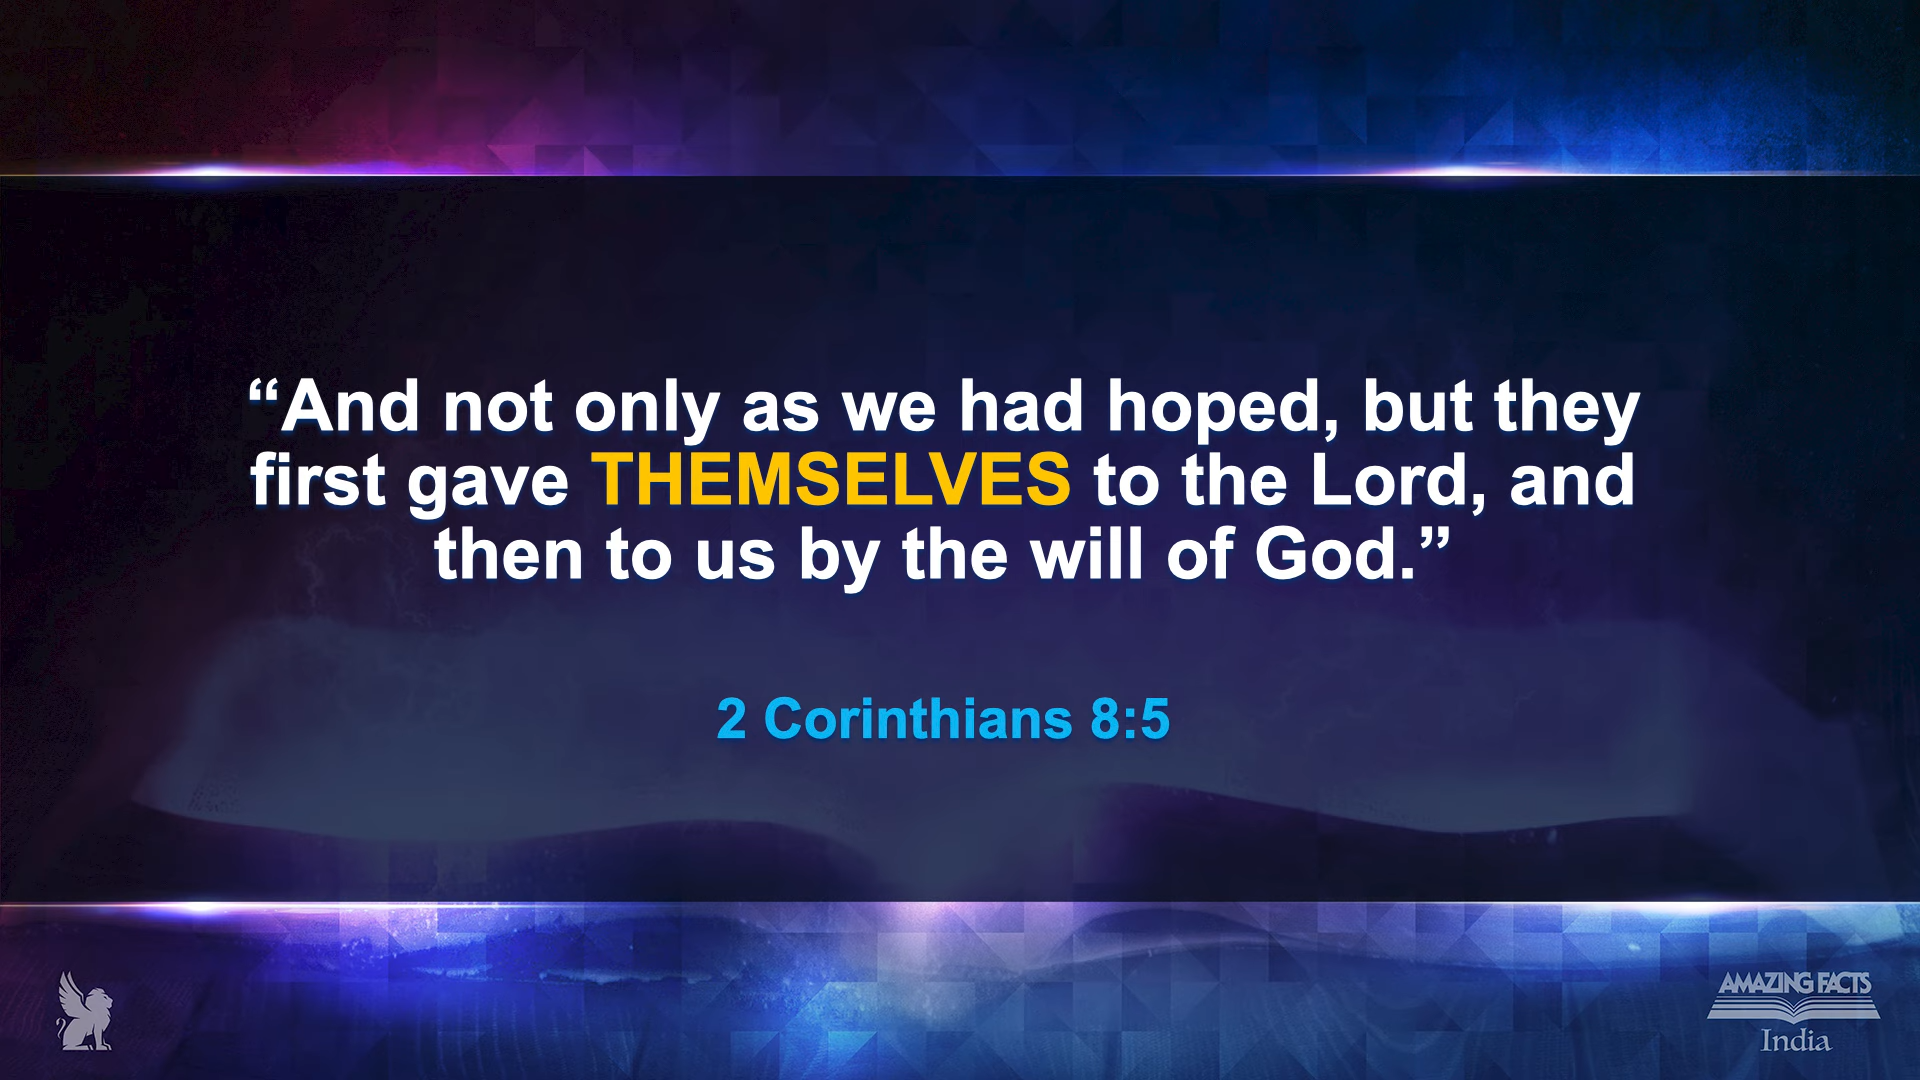 “And not only as we had hoped, but they
first gave THEMSELVES to the Lord, and
then to us by the will of God.”
2 Corinthians 8:5
AMAZING FACTS
India